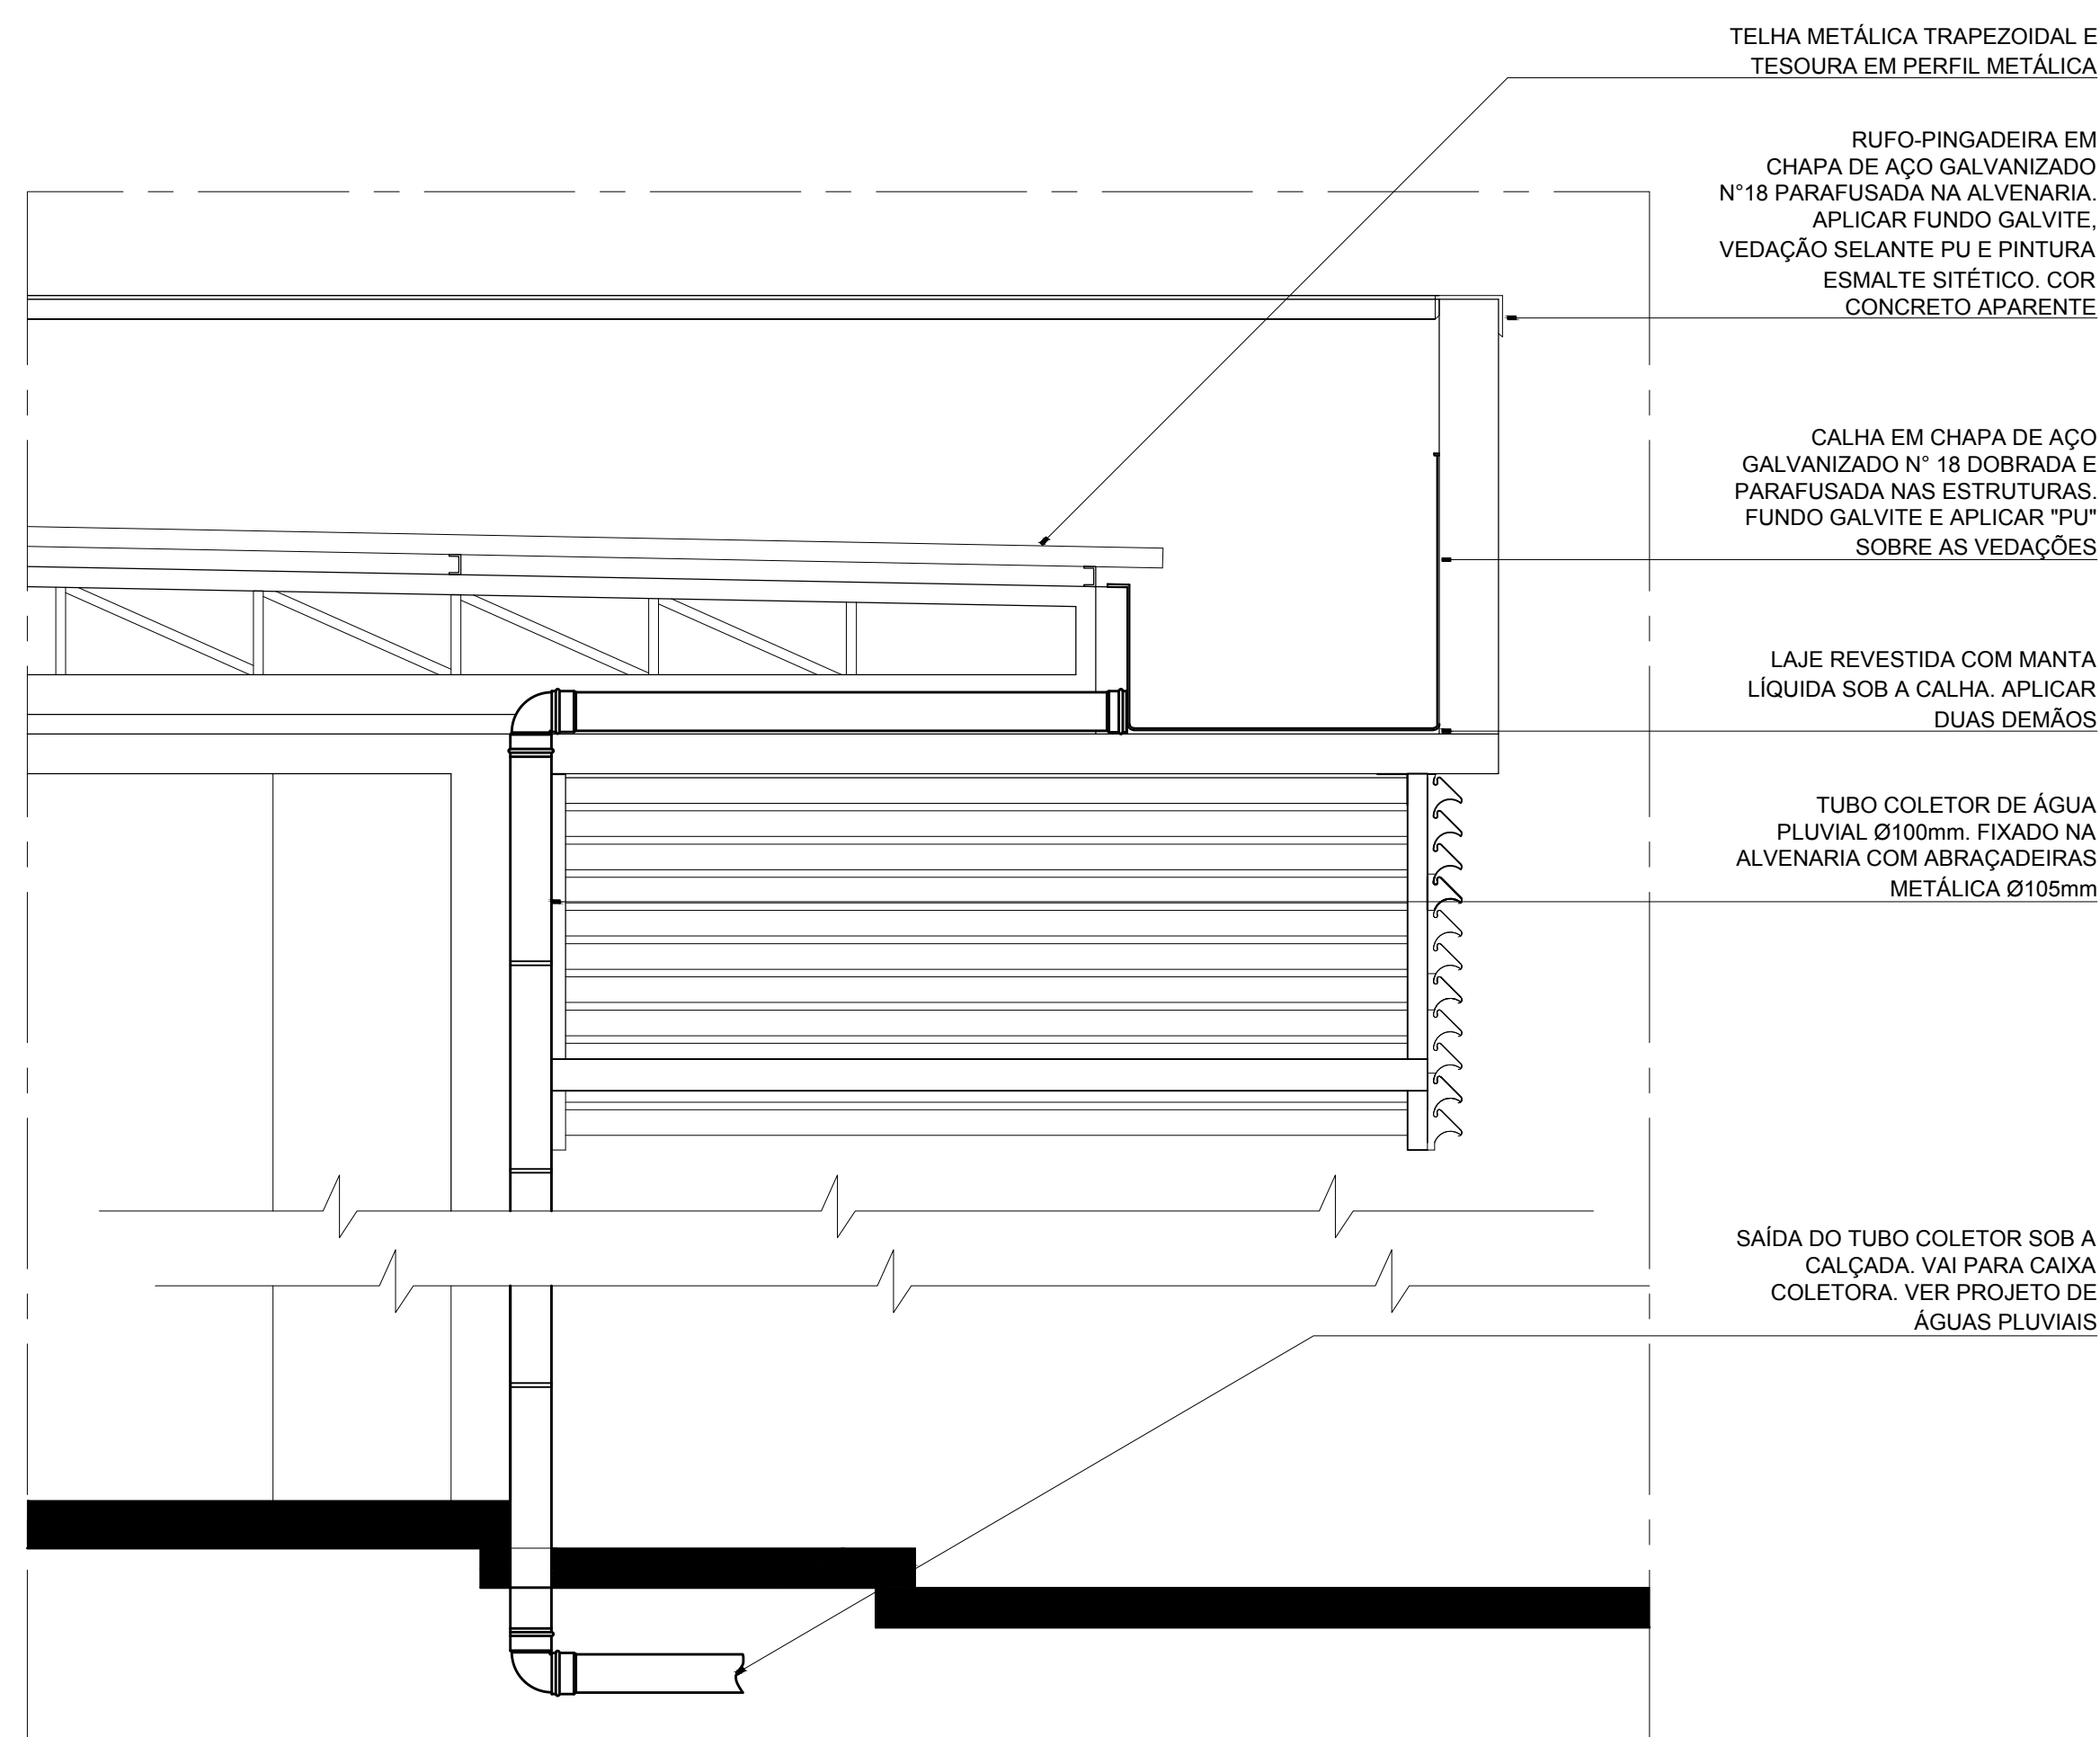 TELHA METÁLICA TRAPEZOIDAL E
TESOURA EM PERFIL METÁLICA
RUFO-PINGADEIRA EM
CHAPA DE AÇO GALVANIZADO
N°18 PARAFUSADA NA ALVENARIA.
APLICAR FUNDO GALVITE,
VEDAÇÃO SELANTE PU E PINTURA
ESMALTE SITÉTICO. COR
CONCRETO APARENTE
CALHA EM CHAPA DE AÇO
GALVANIZADO N° 18 DOBRADA E
PARAFUSADA NAS ESTRUTURAS.
FUNDO GALVITE E APLICAR "PU"
SOBRE AS VEDAÇÕES
LAJE REVESTIDA COM MANTA
LÍQUIDA SOB A CALHA. APLICAR
DUAS DEMÃOS
TUBO COLETOR DE ÁGUA
PLUVIAL Ø100mm. FIXADO NA
ALVENARIA COM ABRAÇADEIRAS
METÁLICA Ø105mm
SAÍDA DO TUBO COLETOR SOB A
CALÇADA. VAI PARA CAIXA
COLETORA. VER PROJETO DE
ÁGUAS PLUVIAIS